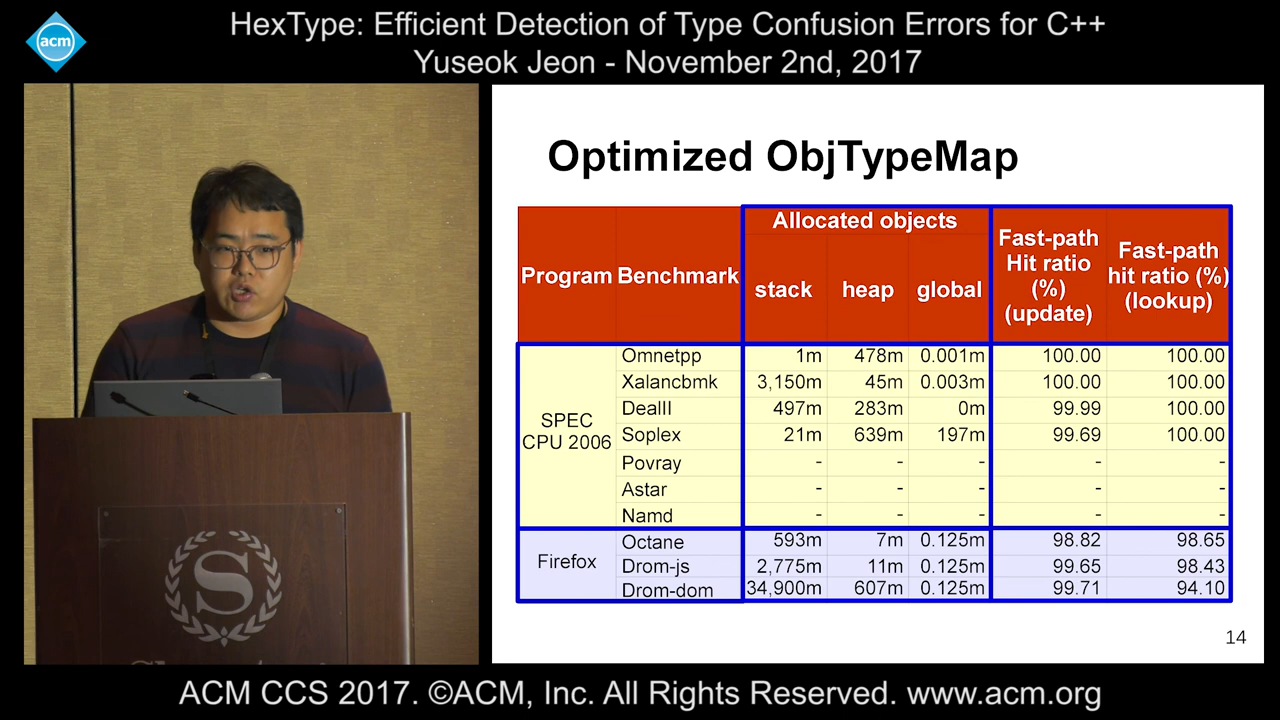 HexType: Efficient Detection of Type Confusion Errors for C++
Yuseok Jeon - November 2nd, 2017
acm
Optimized ObjTypeMap
Program Benchmark Allocated objects Fast-path Hit ratio (%) (update) Fast-path hit ratio (%) (lookup)
stack heap global
SPEC CPU 2006
Omnetpp 1m 478m 0.001m 100.00 100.00
Xalancbmk 3,150m 45m 0.003m 100.00 100.00
DealII 497m 283m 0m 99.99 100.00
Soplex 21m 639m 197m 99.69 100.00
Povray - - - - -
Astar - - - - -
Namd - - - - -
Firefox
Octane 593m 7m 0.125m 98.82 98.65
Drom-js 2,775m 11m 0.125m 99.65 98.43
Drom-dom 34,900m 607m 0.125m 99.71 94.10
14
S
ACM CCS 2017. ©ACM, Inc. All Rights Reserved. www.acm.org